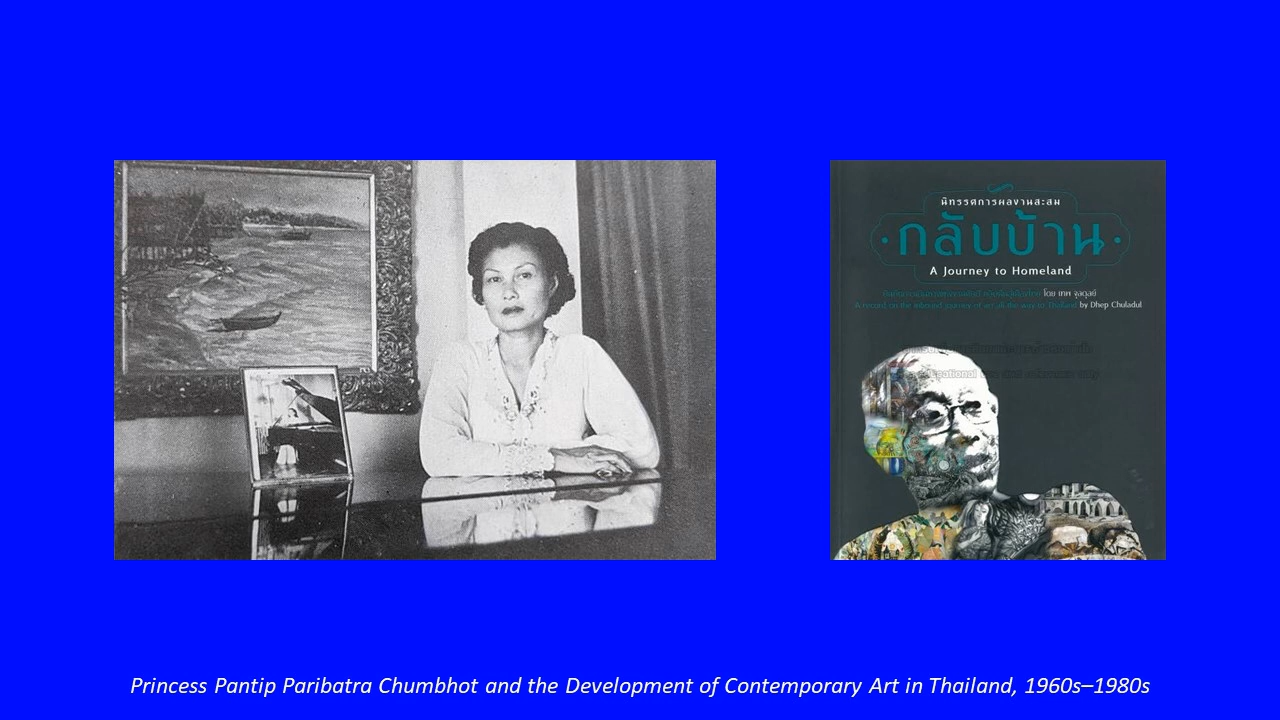 นิทรรศการผลงานสะสม
กลับบ้าน
A Journey to Homeland
โดย เทพ จุลดุลย์
by Dhep Chuladul
Princess Pantip Paribatra Chumbhot and the Development of Contemporary Art in Thailand, 1960s–1980s